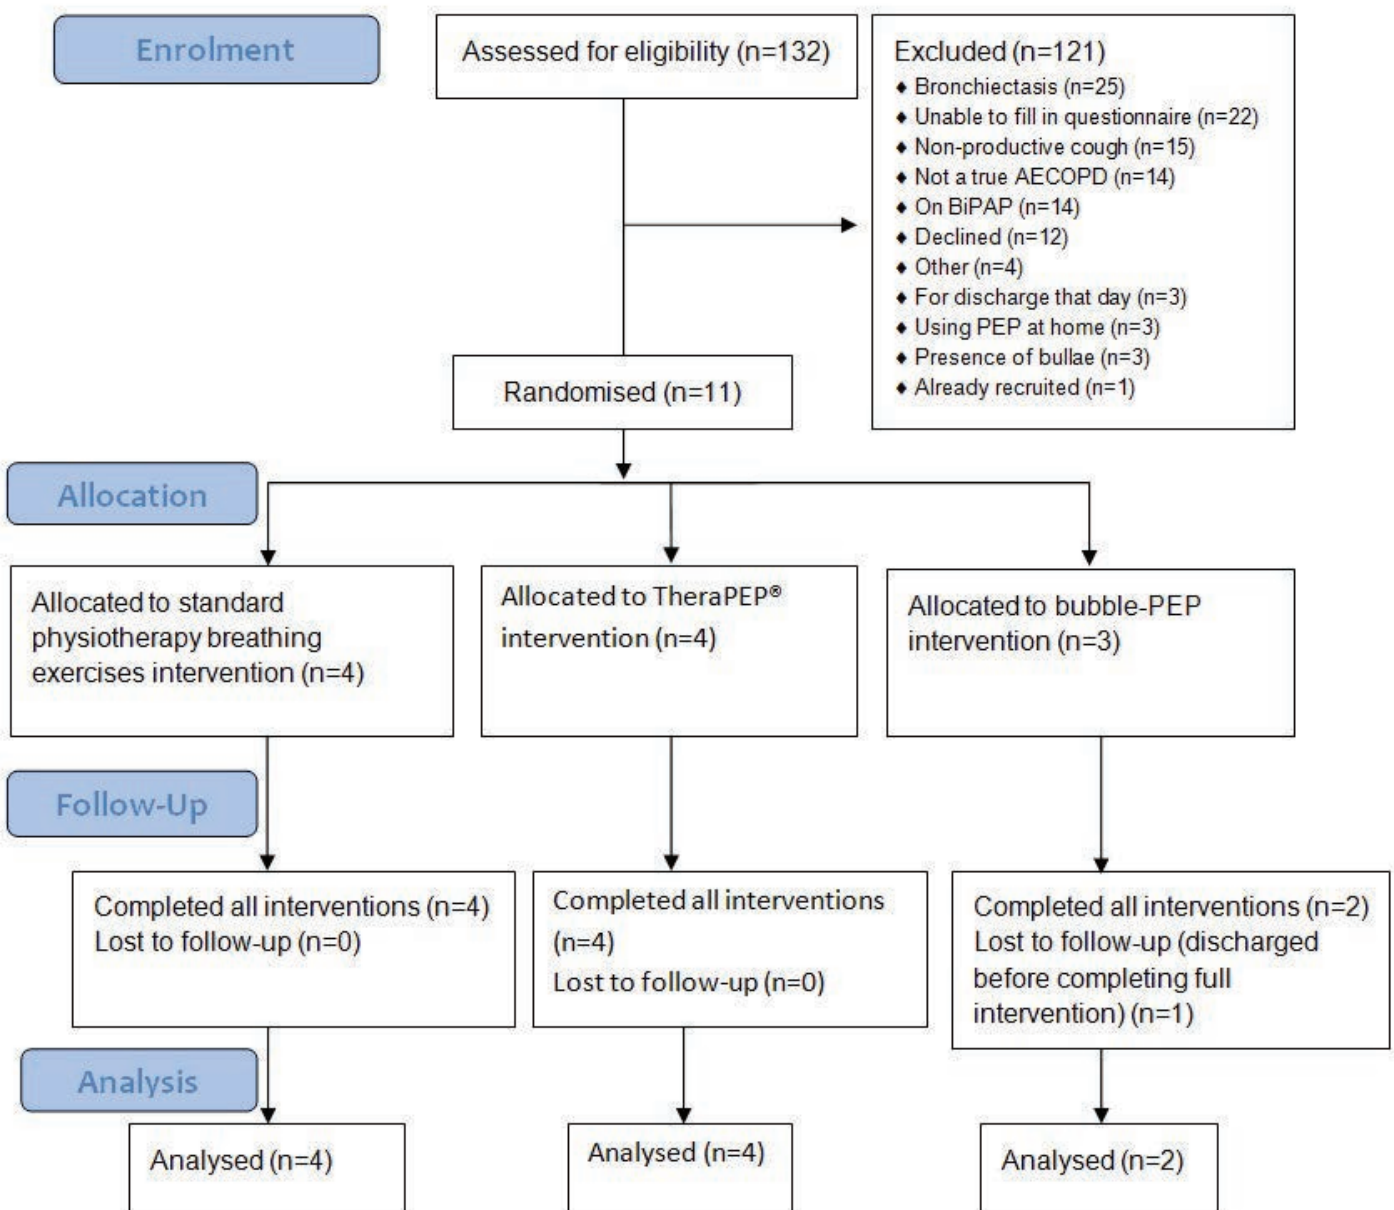 Enrolment
Assessed for eligibility (n=132)
Excluded (n=121)
♦ Bronchiectasis (n=25)
♦ Unable to fill in questionnaire (n=22)
♦ Non-productive cough (n=15)
♦ Not a true AECOPD (n=14)
♦ On BiPAP (n=14)
♦ Declined (n=12)
♦ Other (n=4)
♦ For discharge that day (n=3)
♦ Using PEP at home (n=3)
♦ Presence of bullae (n=3)
♦ Already recruited (n=1)
Randomised (n=11)
Allocation
Allocated to standard
physiotherapy breathing
exercises intervention (n=4)
Allocated to TheraPEP®
intervention (n=4)
Allocated to bubble-PEP
intervention (n=3)
Follow-Up
Completed all interventions (n=4)
Lost to follow-up (n=0)
Completed all interventions
(n=4)
Lost to follow-up (n=0)
Completed all interventions (n=2)
Lost to follow-up (discharged
before completing full
intervention) (n=1)
Analysis
Analysed (n=4)
Analysed (n=4)
Analysed (n=2)